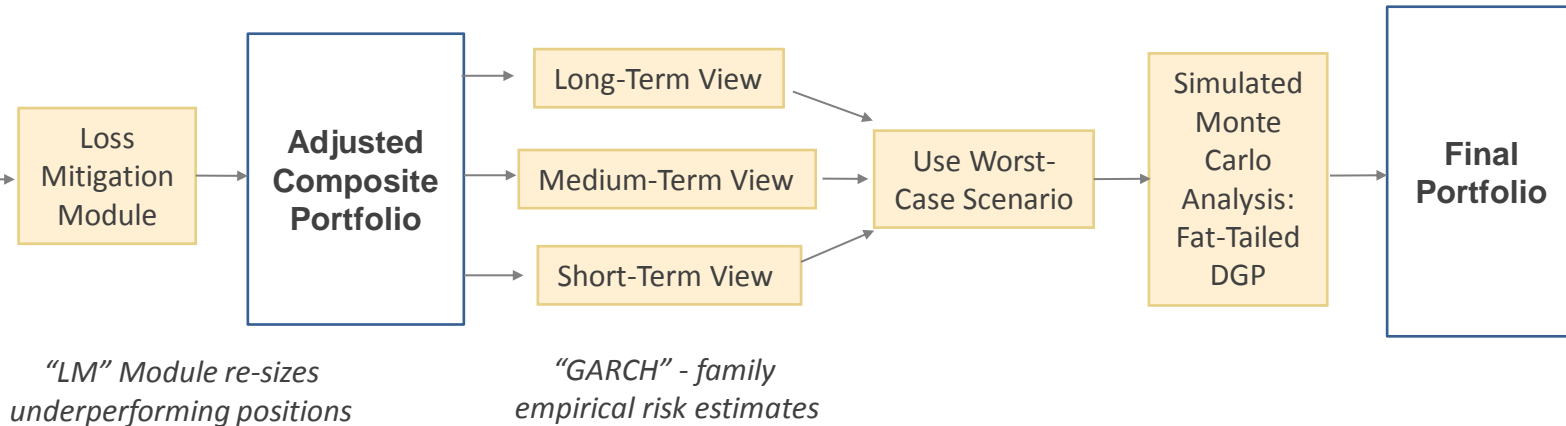 Loss
Mitigation
Module
Adjusted
Composite
Portfolio
Long-Term View
Medium-Term View
Short-Term View
Use Worst-
Case Scenario
Simulated
Monte
Carlo
Analysis:
Fat-Tailed
DGP
Final
Portfolio
“LM” Module re-sizes
underperforming positions
“GARCH” - family
empirical risk estimates